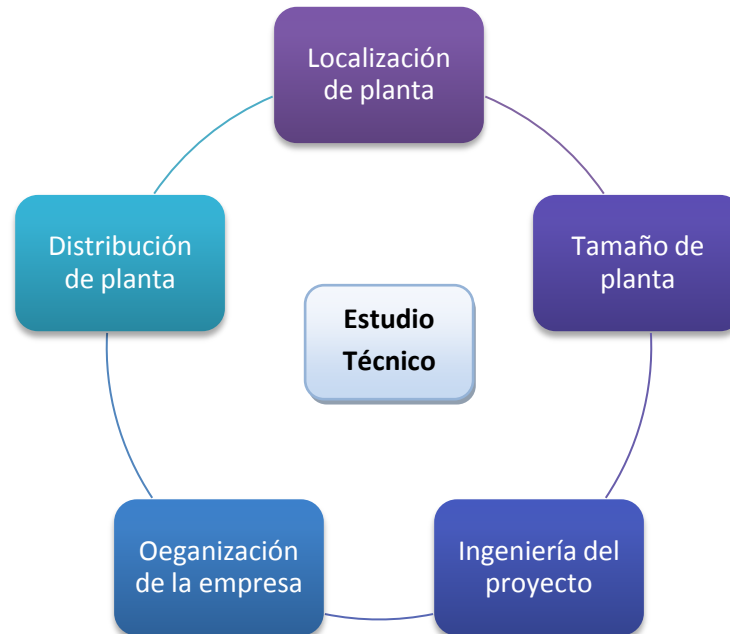 Localización
de planta
Tamaño de
planta
Ingeniería del
proyecto
Oeganización
de la empresa
Distribución
de planta
Estudio
Técnico